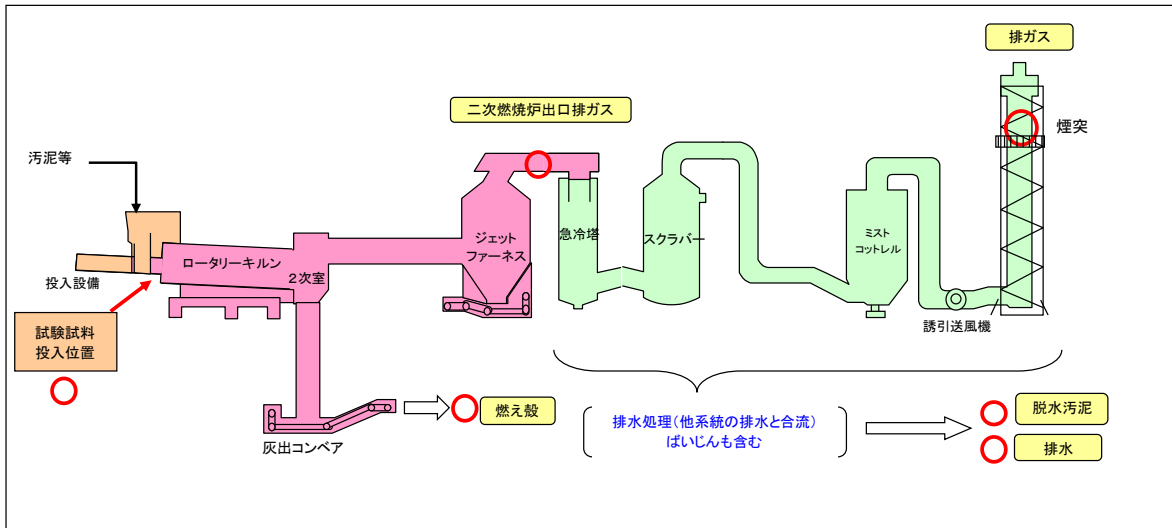 排ガス
二次燃焼炉出口排ガス
煙突
汚泥等
急冷塔
スクラバー
ミスト
コットレル
ジェット
ファーネス
ロータリーキルン
2次室
投入設備
誘引送風機
試験試料
投入位置
燃え殻
排水処理(他系統の排水と合流)
ばいじんも含む
脱水汚泥
排水
灰出コンベア